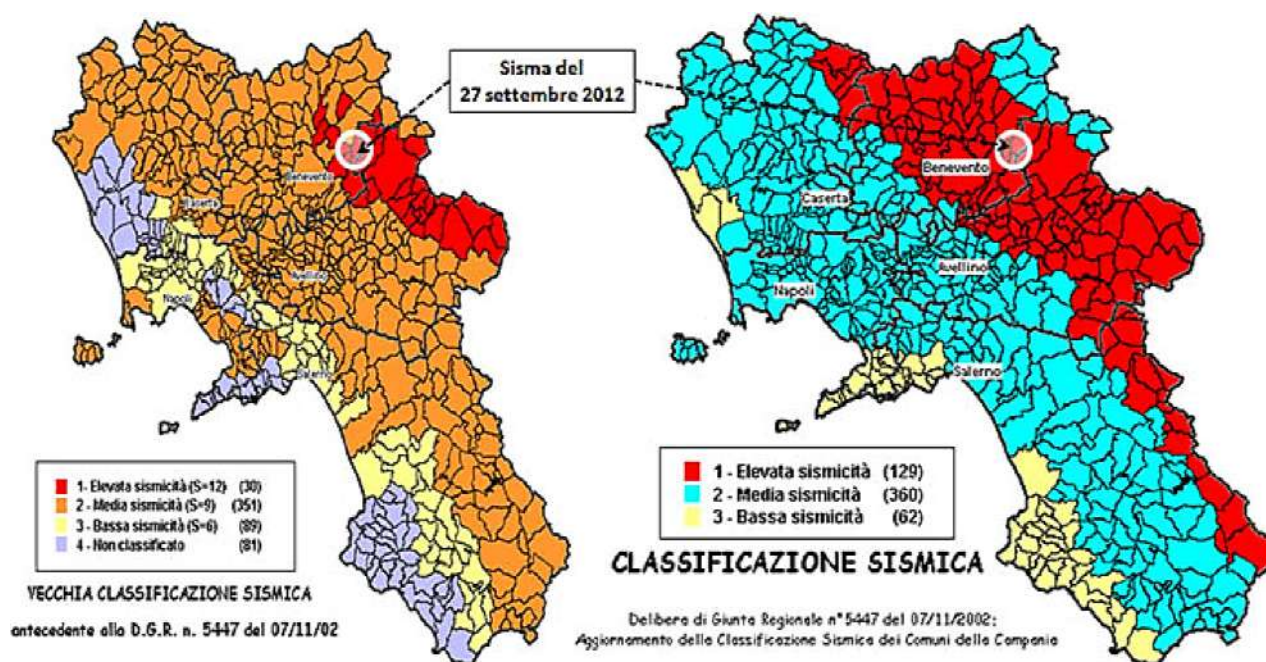 Sisma del
27 settembre 2012
Benevento
Caserta
Avellino
Napoli
Salerno
1 - Elevata sismicità (S=12) (30)
2 - Media sismicità (S=9) (351)
3 - Bassa sismicità (S=6) (89)
4 - Non classificato (81)
VECCHIA CLASSIFICAZIONE SISMICA
antecedente alla D.G.R. n. 5447 del 07/11/02
Benevento
Caserta
Avellino
Napoli
Salerno
1 - Elevata sismicità (129)
2 - Media sismicità (360)
3 - Bassa sismicità (62)
CLASSIFICAZIONE SISMICA
Delibera di Giunta Regionale n°5447 del 07/11/2002:
Aggiornamento della Classificazione Sismica dei Comuni della Campania